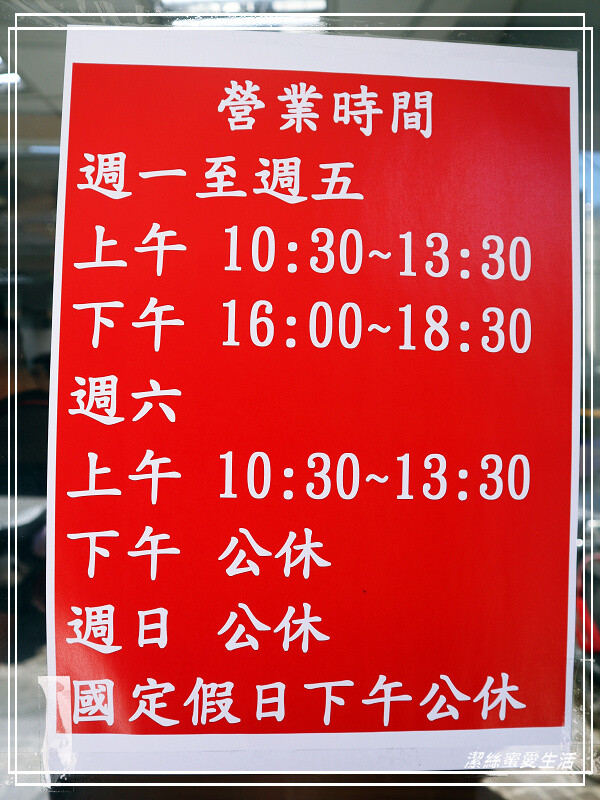 營業時間
週一至週五
上午 10:30~13:30
下午 16:00~18:30
週六
上午 10:30~13:30
下午 公休
週日 公休
國定假日下午公休
潔絲蜜愛生活